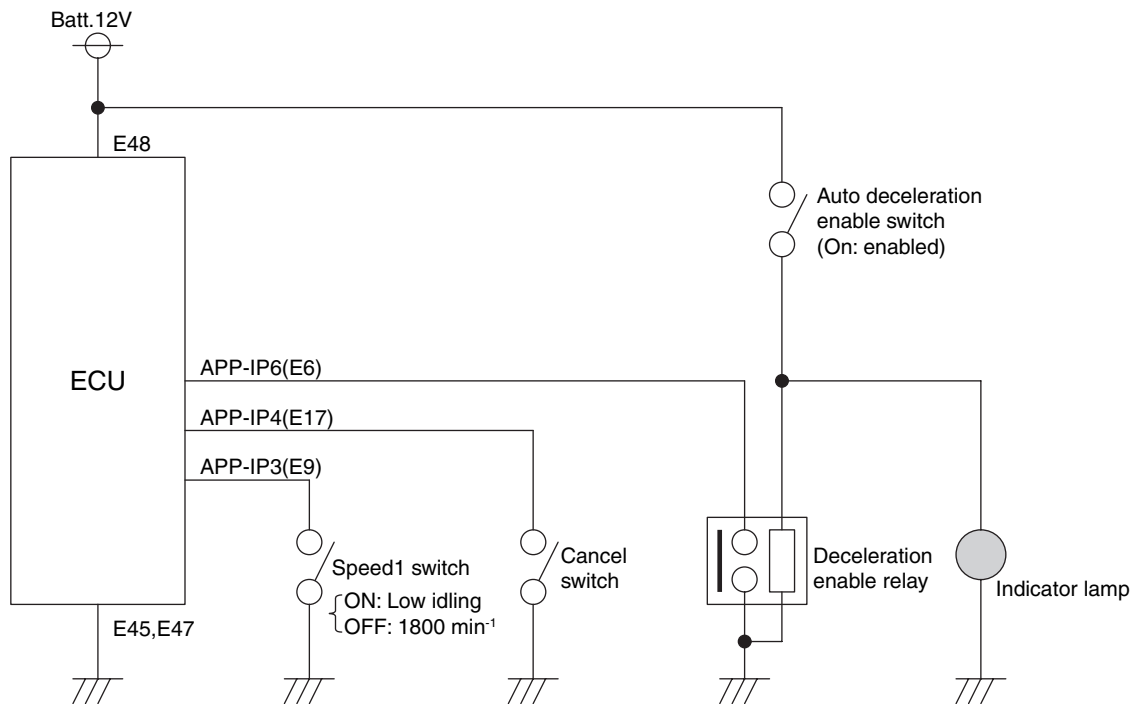 Batt.12V
E48
Auto deceleration
enable switch
(On: enabled)
ECU
APP-IP6(E6)
APP-IP4(E17)
APP-IP3(E9)
Speed1 switch
ON: Low idling
OFF: 1800 min⁻¹
Cancel
switch
Deceleration
enable relay
Indicator lamp
E45,E47